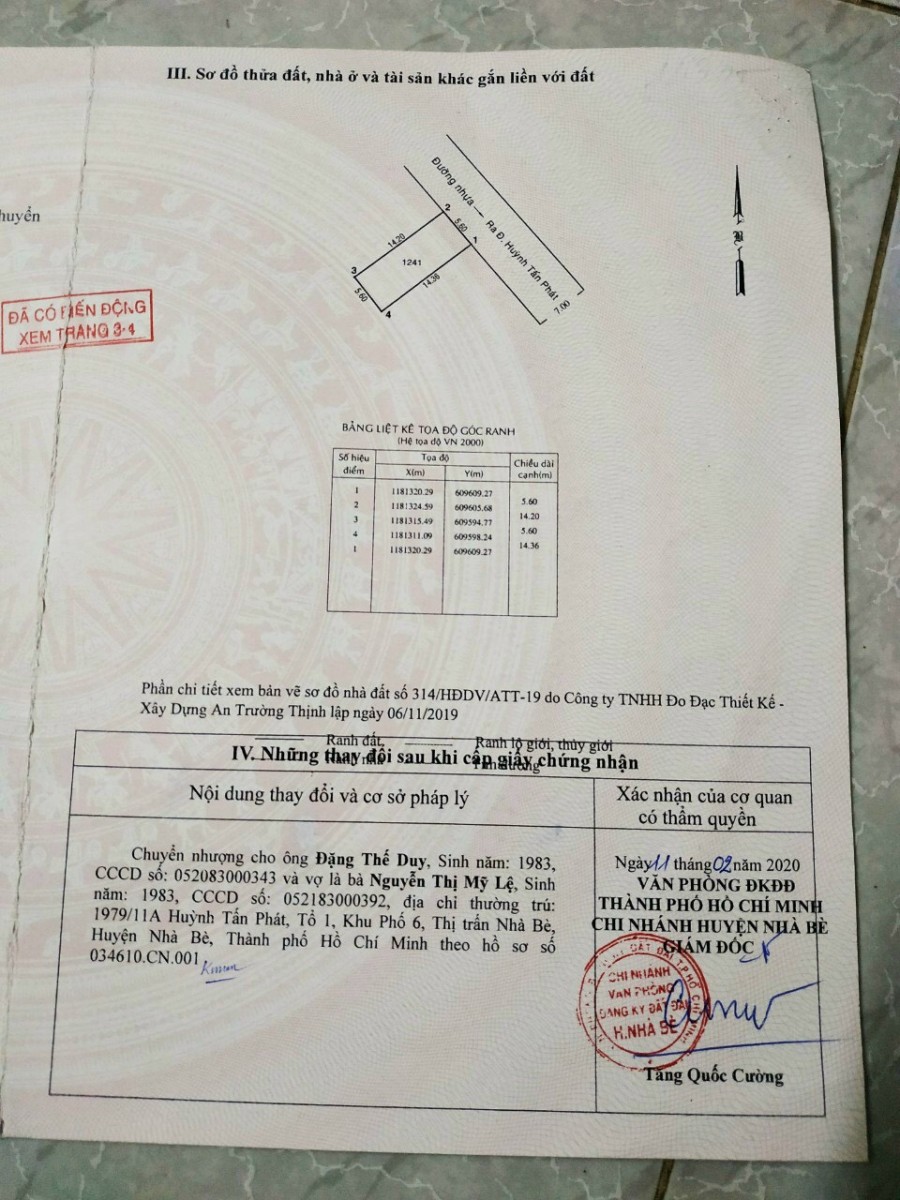 III. Sơ đồ thửa đất, nhà ở và tài sản khác gắn liền với đất
huyển
ĐÃ CÓ BIẾN ĐỘNG
XEM TRANG 3-4
Đường nhựa
Ra Đ. Huỳnh Tấn Phát
7.00
2
5.60
1
14.20
1241
14.36
3
5.60
4
BẢNG LIỆT KÊ TỌA ĐỘ GÓC RANH
(Hệ tọa độ VN 2000)
Số hiệu điểm Tọa độ Chiều dài cạnh(m)
X(m) Y(m)
1 1181320.29 609609.27
5.60
2 1181324.59 609605.68
14.20
3 1181315.49 609594.77
5.60
4 1181311.09 609598.24
14.36
1 1181320.29 609609.27
Phần chi tiết xem bản vẽ sơ đồ nhà đất số 314/HĐDV/ATT-19 do Công ty TNHH Đo Đạc Thiết Kế -
Xây Dựng An Trường Thịnh lập ngày 06/11/2019
Ranh đất, Ranh lộ giới, thủy giới
IV. Những thay đổi sau khi cấp giấy chứng nhận
Nội dung thay đổi và cơ sở pháp lý
Xác nhận của cơ quan
có thẩm quyền
Chuyển nhượng cho ông Đặng Thế Duy, Sinh năm: 1983,
CCCD số: 052083000343 và vợ là bà Nguyễn Thị Mỹ Lệ, Sinh
năm: 1983, CCCD số: 052183000392, địa chỉ thường trú:
1979/11A Huỳnh Tấn Phát, Tổ 1, Khu Phố 6, Thị trấn Nhà Bè,
Huyện Nhà Bè, Thành phố Hồ Chí Minh theo hồ sơ số
034610.CN.001
Ngày 11 tháng 02 năm 2020
VĂN PHÒNG ĐKĐĐ
THÀNH PHỐ HỒ CHÍ MINH
CHI NHÁNH HUYỆN NHÀ BÈ
GIÁM ĐỐC
CHI NHÁNH
VĂN PHÒNG
ĐĂNG KÝ ĐẤT ĐAI
H.NHÀ BÈ
Tăng Quốc Cường